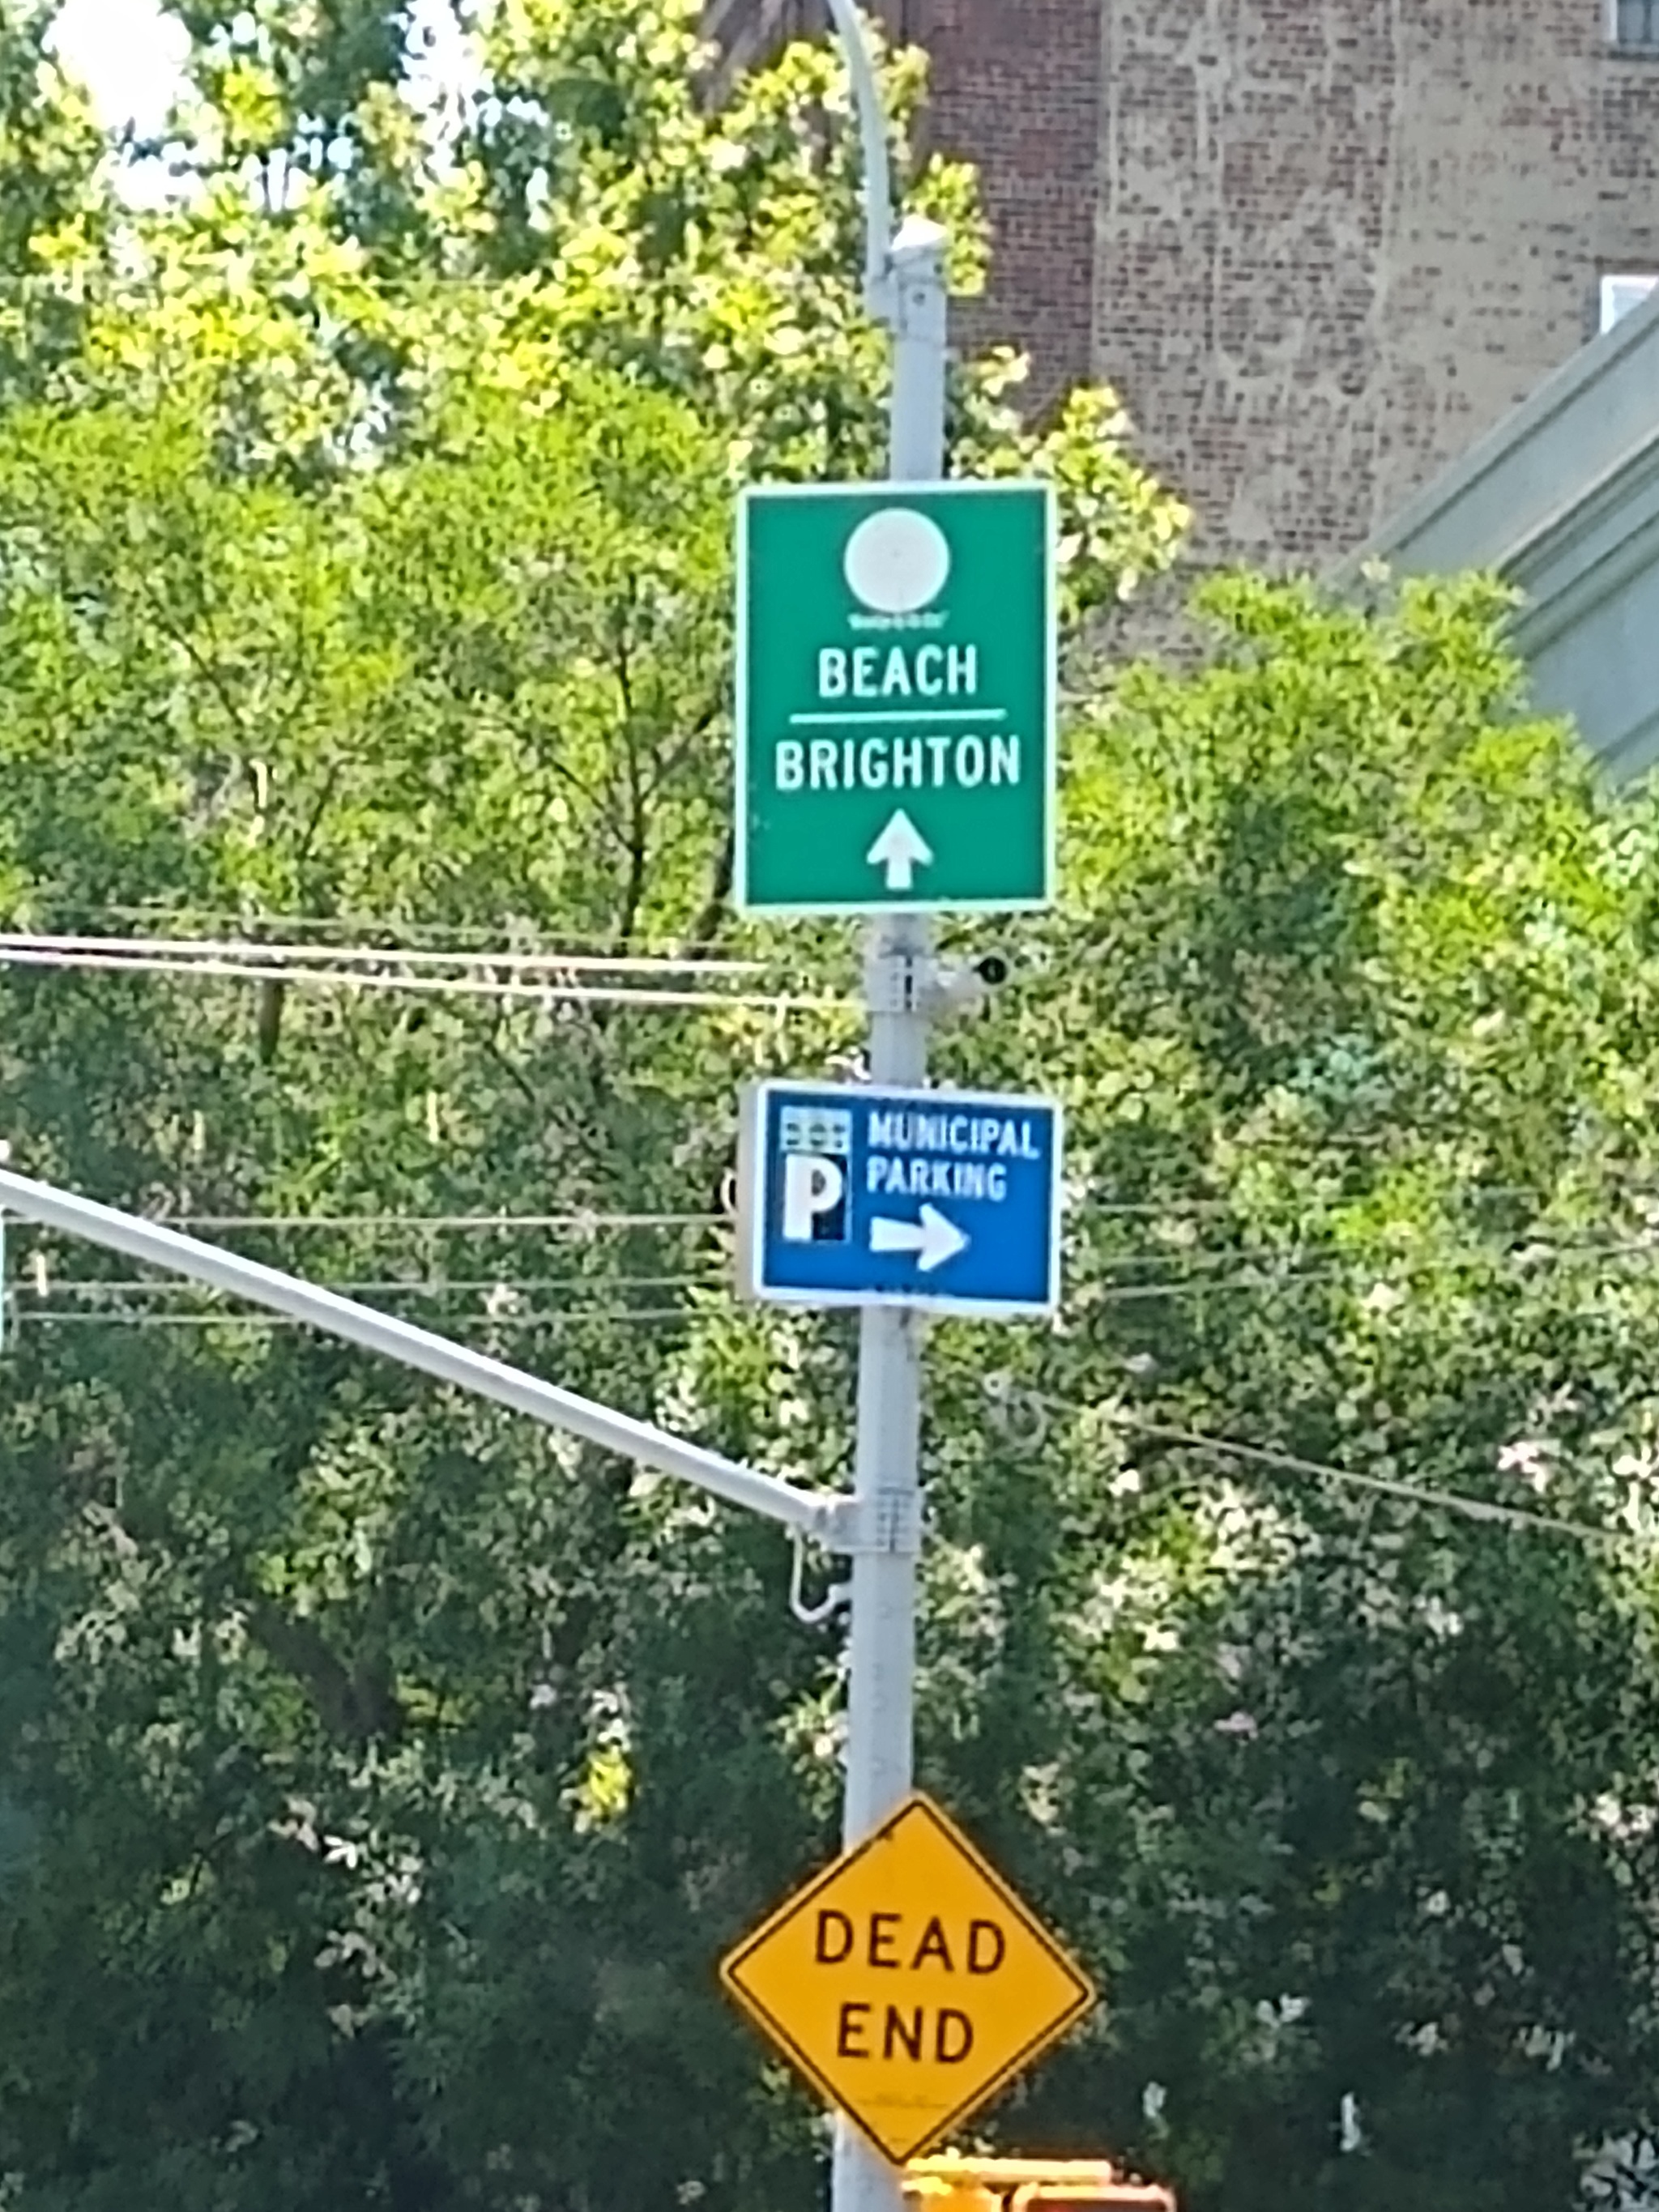 BEACH
BRIGHTON
P
MUNICIPAL
PARKING
DEAD
END